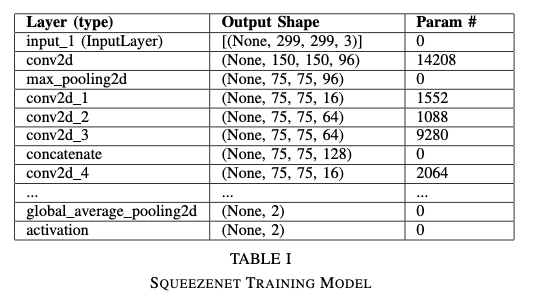 Layer (type) Output Shape Param #
input_1 (InputLayer) [(None, 299, 299, 3)] 0
conv2d (None, 150, 150, 96) 14208
max_pooling2d (None, 75, 75, 96) 0
conv2d_1 (None, 75, 75, 16) 1552
conv2d_2 (None, 75, 75, 64) 1088
conv2d_3 (None, 75, 75, 64) 9280
concatenate (None, 75, 75, 128) 0
conv2d_4 (None, 75, 75, 16) 2064
... ... ...
global_average_pooling2d (None, 2) 0
activation (None, 2) 0
TABLE I
SQUEEZENET TRAINING MODEL